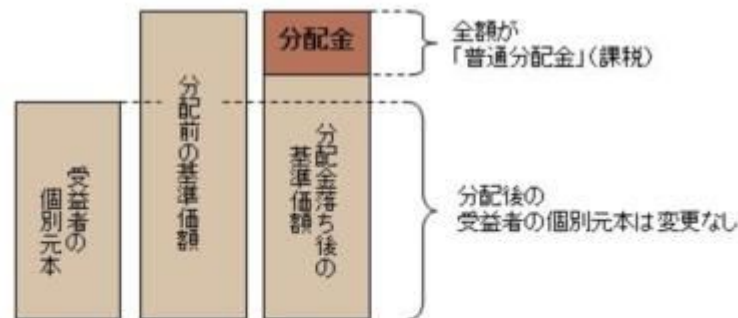 受益者の
個別元本
分配前の基準価額
分配金
分配金落ち後の
基準価額
全額が
「普通分配金」(課税)
分配後の
受益者の個別元本は変更なし